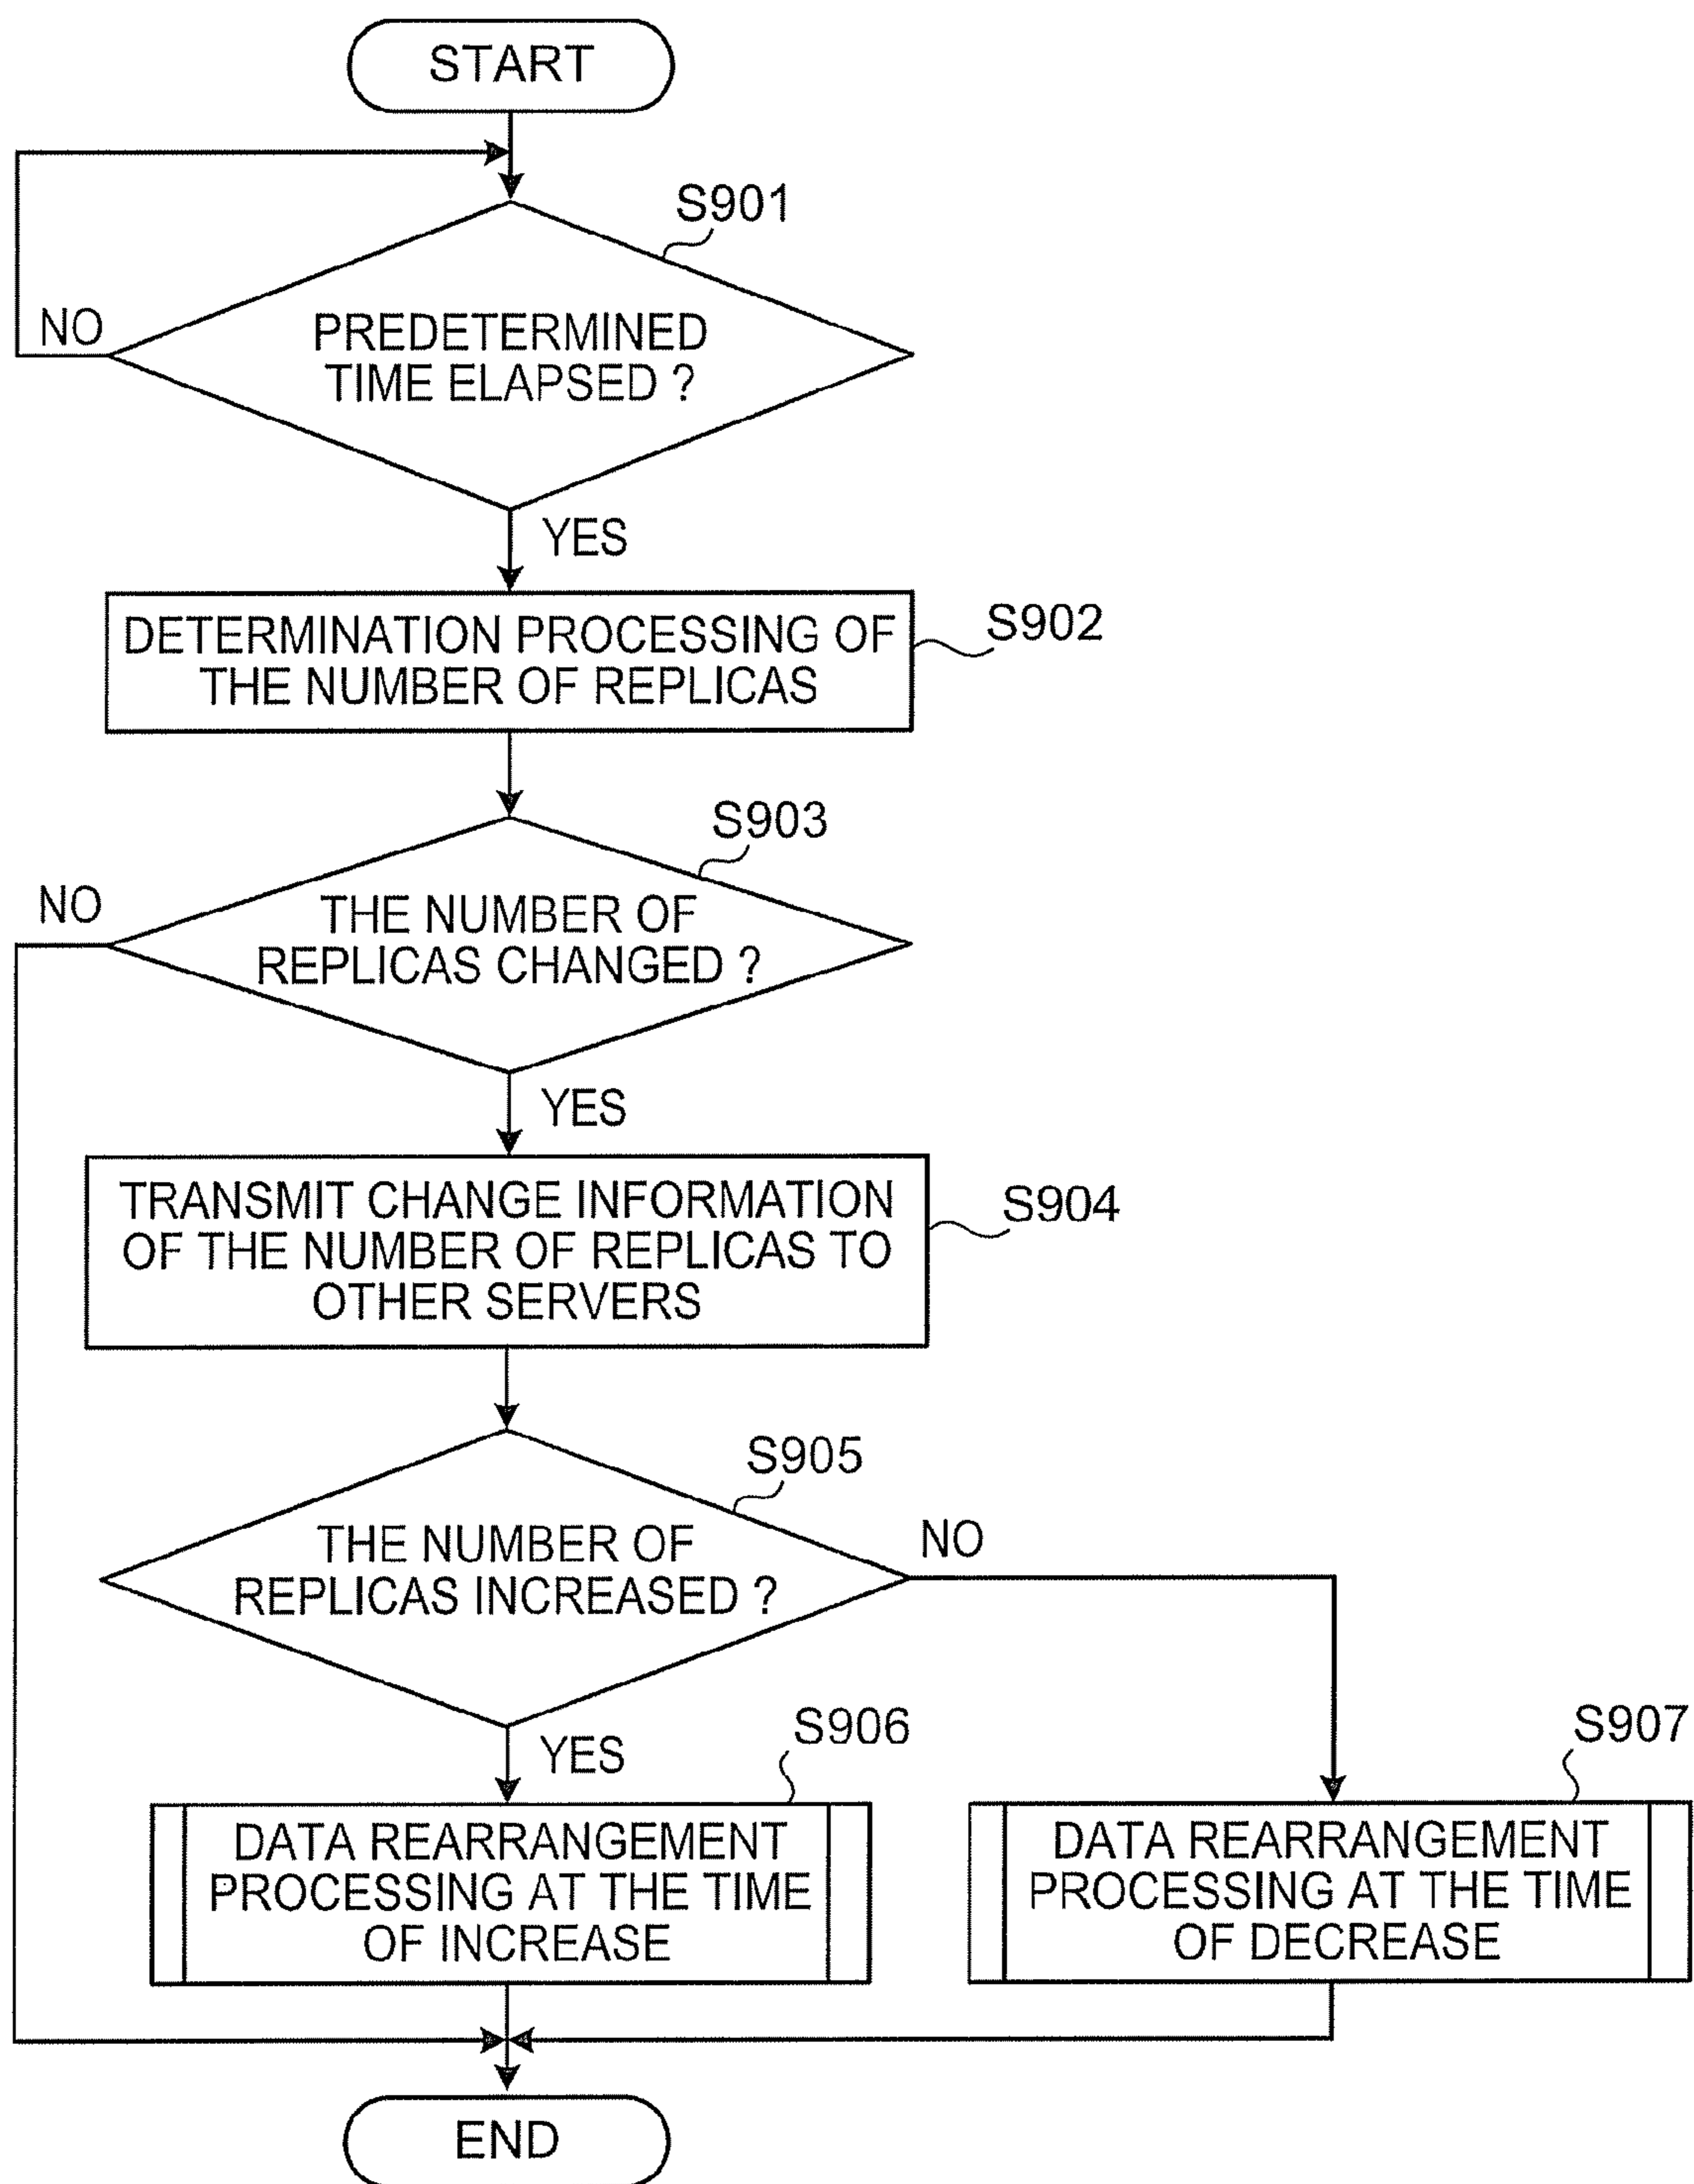 START
S901
NO
PREDETERMINED
TIME ELAPSED ?
YES
DETERMINATION PROCESSING OF
THE NUMBER OF REPLICAS
S902
S903
NO
THE NUMBER OF
REPLICAS CHANGED ?
YES
TRANSMIT CHANGE INFORMATION
OF THE NUMBER OF REPLICAS TO
OTHER SERVERS
S904
S905
THE NUMBER OF
REPLICAS INCREASED ?
NO
YES
S906
DATA REARRANGEMENT
PROCESSING AT THE TIME
OF INCREASE
S907
DATA REARRANGEMENT
PROCESSING AT THE TIME
OF DECREASE
END